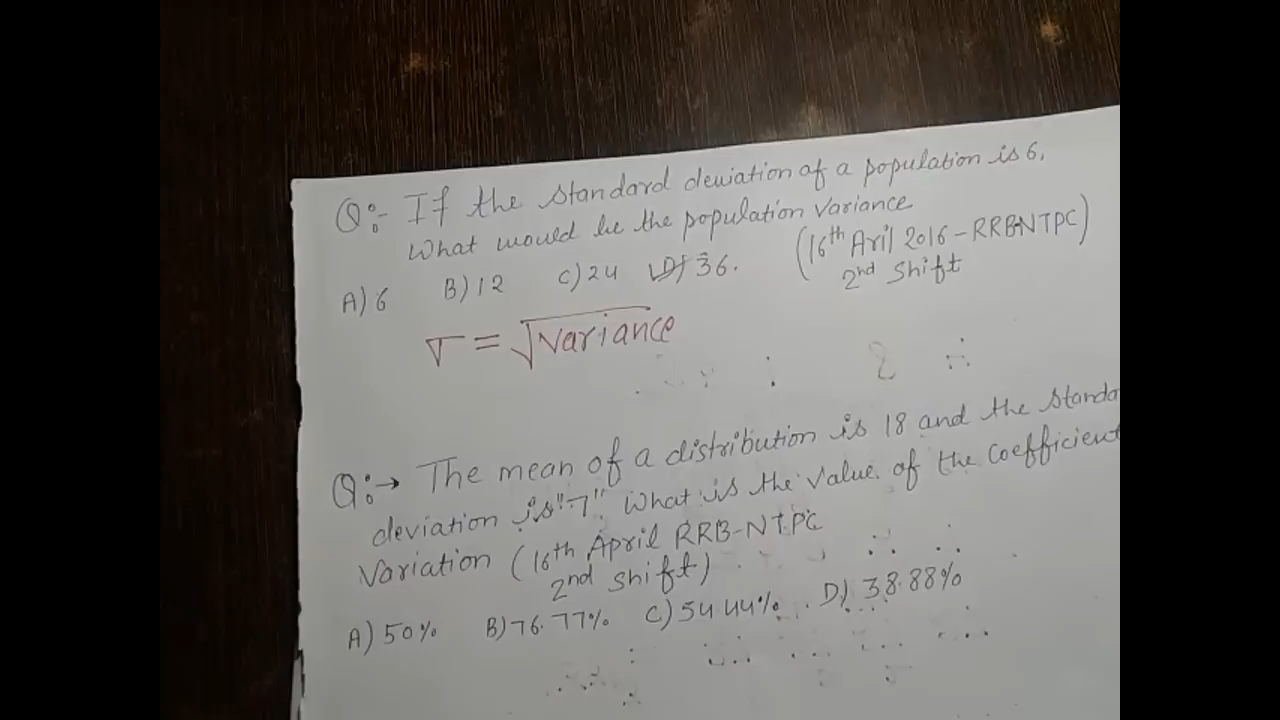 Q:- If the standard deviation of a population is 6,
What would be the population variance
(16th Aril 2016-RRB-NTPC)
2nd Shift
A) 6 B) 12 C) 24 D) 36.
σ = √variance
Q:→ The mean of a distribution is 18 and the Standa
deviation is "7" What is the value of the Coefficient
Variation (16th April RRB-NTPC
2nd Shift)
A) 50% B) 76.77% C) 54.44% D) 38.88%